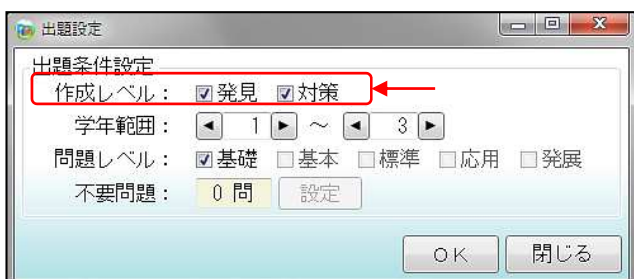 出題設定
出題条件設定
作成レベル： 発見 対策
学年範囲： 1 ～ 3
問題レベル： 基礎 基本 標準 応用 発展
不要問題： 0 問 設定
OK 閉じる